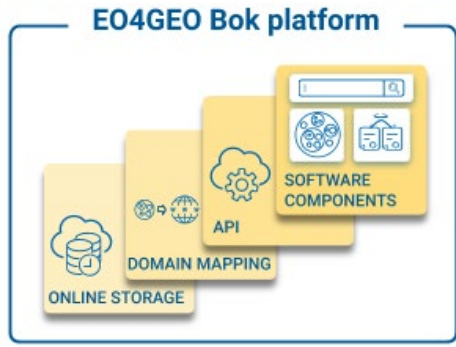 EO4GEO Bok platform
SOFTWARE
COMPONENTS
API
DOMAIN MAPPING
ONLINE STORAGE